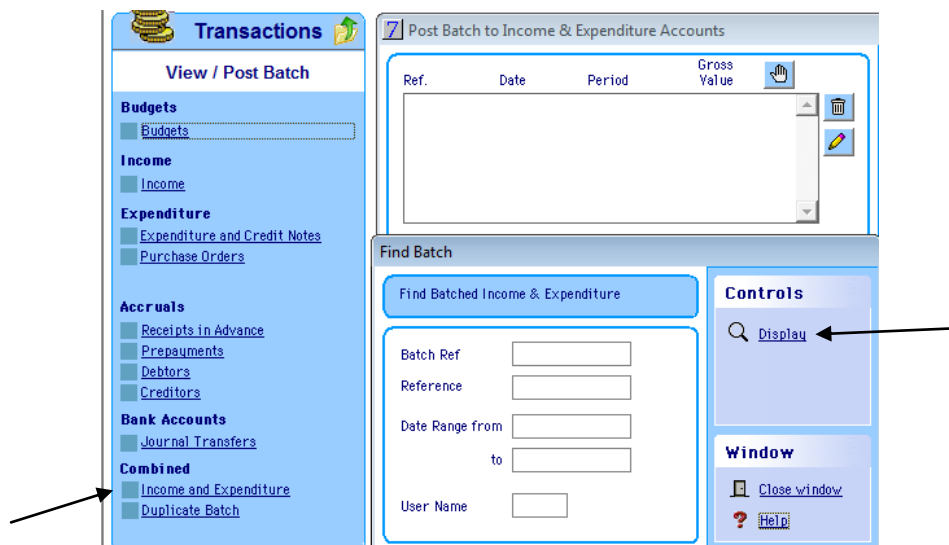 Transactions
View / Post Batch
Budgets
Budgets
Income
Income
Expenditure
Expenditure and Credit Notes
Purchase Orders
Accruals
Receipts in Advance
Prepayments
Debtors
Creditors
Bank Accounts
Journal Transfers
Combined
Income and Expenditure
Duplicate Batch
7 Post Batch to Income & Expenditure Accounts
Ref. Date Period Gross Value
Find Batch
Find Batched Income & Expenditure
Batch Ref
Reference
Date Range from
to
User Name
Controls
Display
Window
Close window
? Help